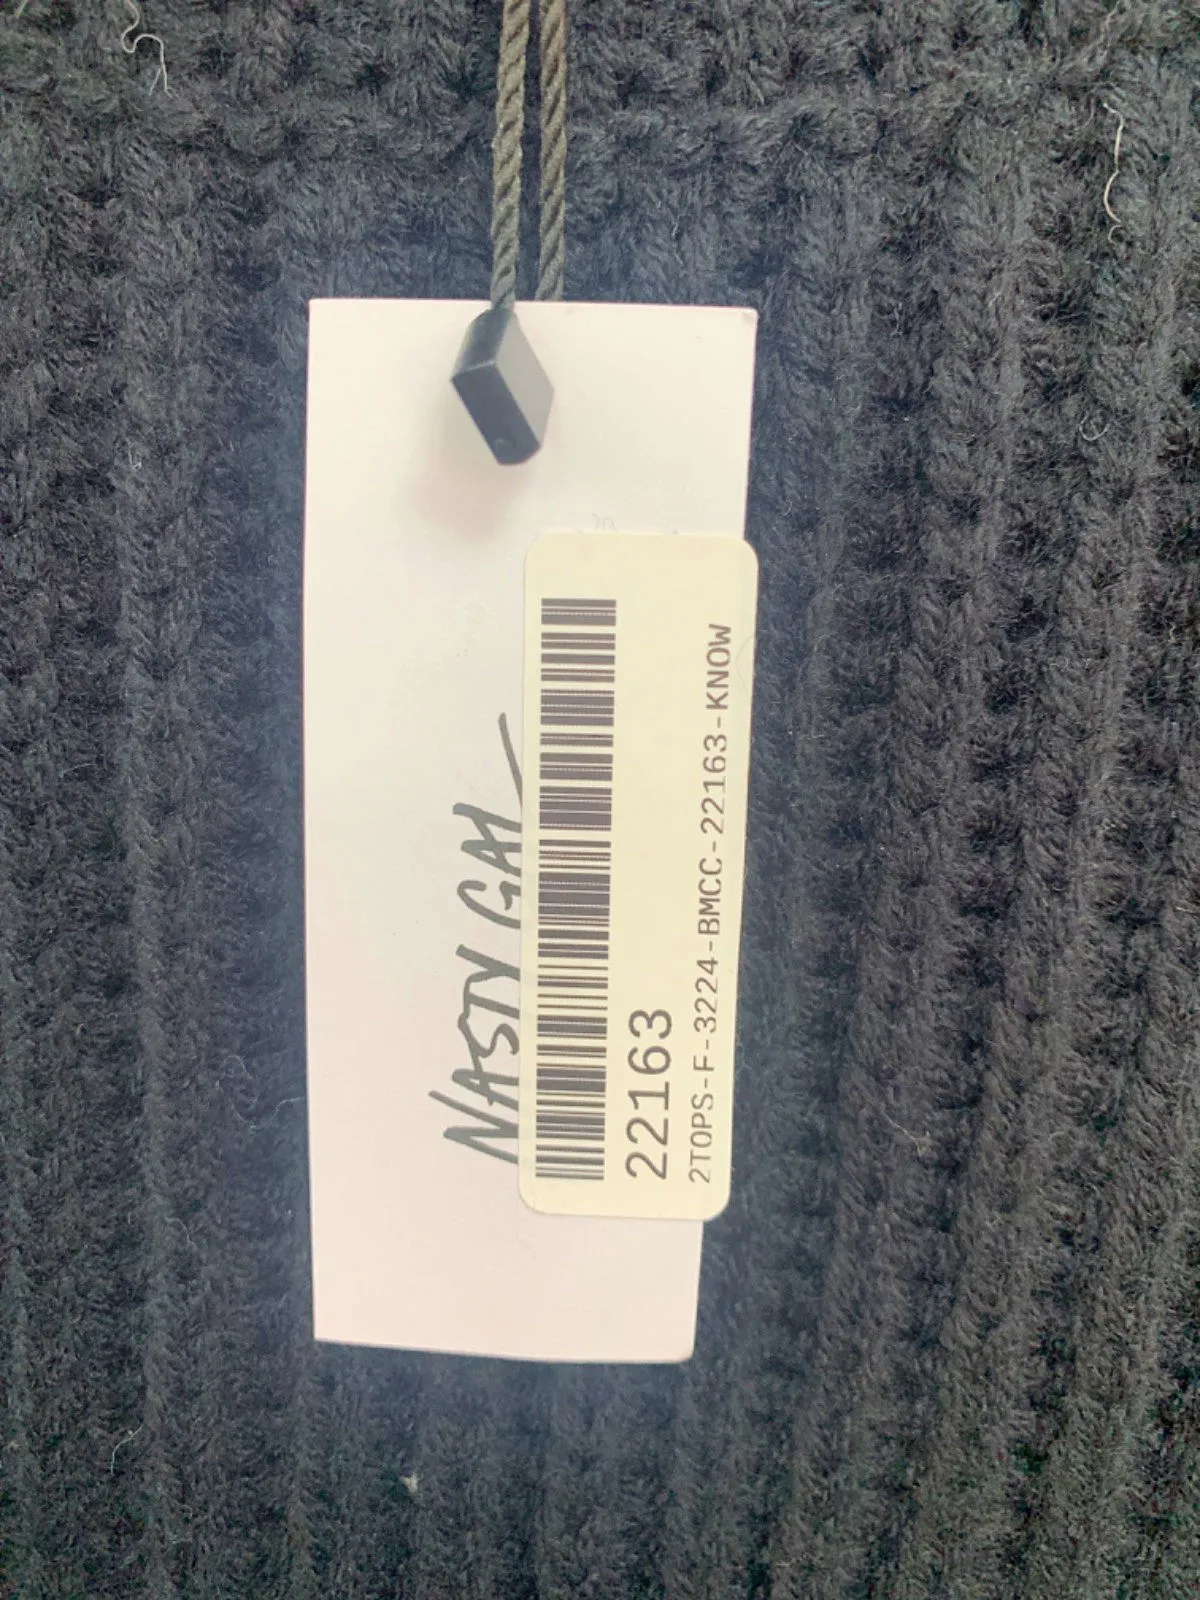 NASTY GAL
22163
2TOPS-F-3224-BMCC-22163-KNOW